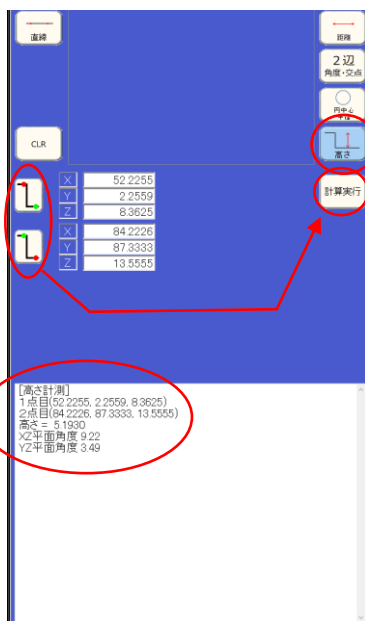 直線
距離
2辺
角度・交点
円中心
CLR
高さ
計算実行
X 52.2255
Y 2.2559
Z 8.3625
X 84.2226
Y 87.3333
Z 13.5555
[高さ計測]
1点目(52.2255, 2.2559, 8.3625)
2点目(84.2226, 87.3333, 13.5555)
高さ = 5.1930
XZ平面角度 9.22
YZ平面角度 3.49